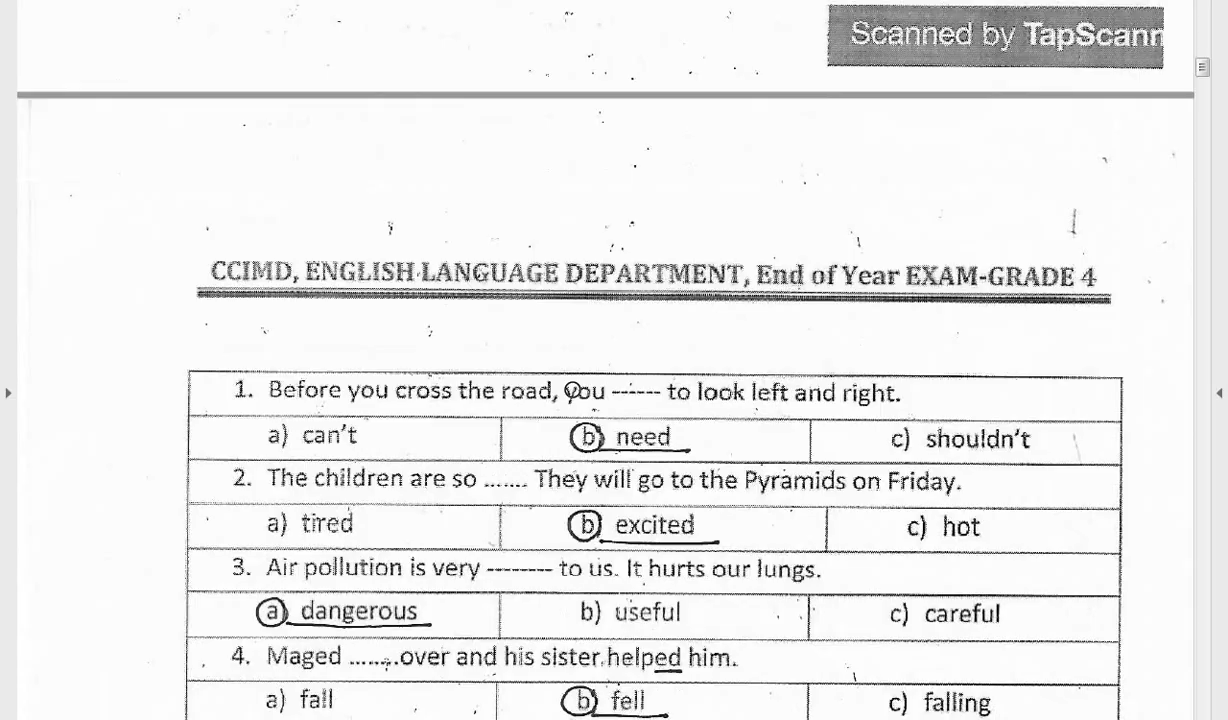 Scanned by TapScann
CCIMD, ENGLISH LANGUAGE DEPARTMENT, End of Year EXAM-GRADE 4
1. Before you cross the road, you ------ to look left and right.
a) can't b) need c) shouldn't
2. The children are so ....... They will go to the Pyramids on Friday.
a) tired b) excited c) hot
3. Air pollution is very -------- to us. It hurts our lungs.
a) dangerous b) useful c) careful
4. Maged ........over and his sister helped him.
a) fall b) fell c) falling